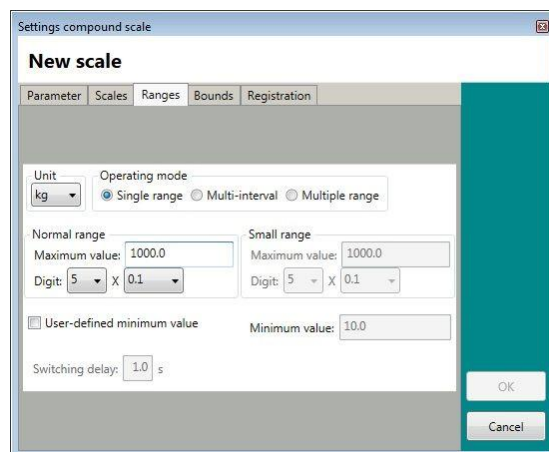 Settings compound scale
New scale
Parameter Scales Ranges Bounds Registration
Unit Operating mode
kg Single range Multi-interval Multiple range
Normal range Small range
Maximum value: 1000.0 Maximum value: 1000.0
Digit: 5 X 0.1 Digit: 5 X 0.1
User-defined minimum value Minimum value: 10.0
Switching delay: 1.0 s
OK
Cancel